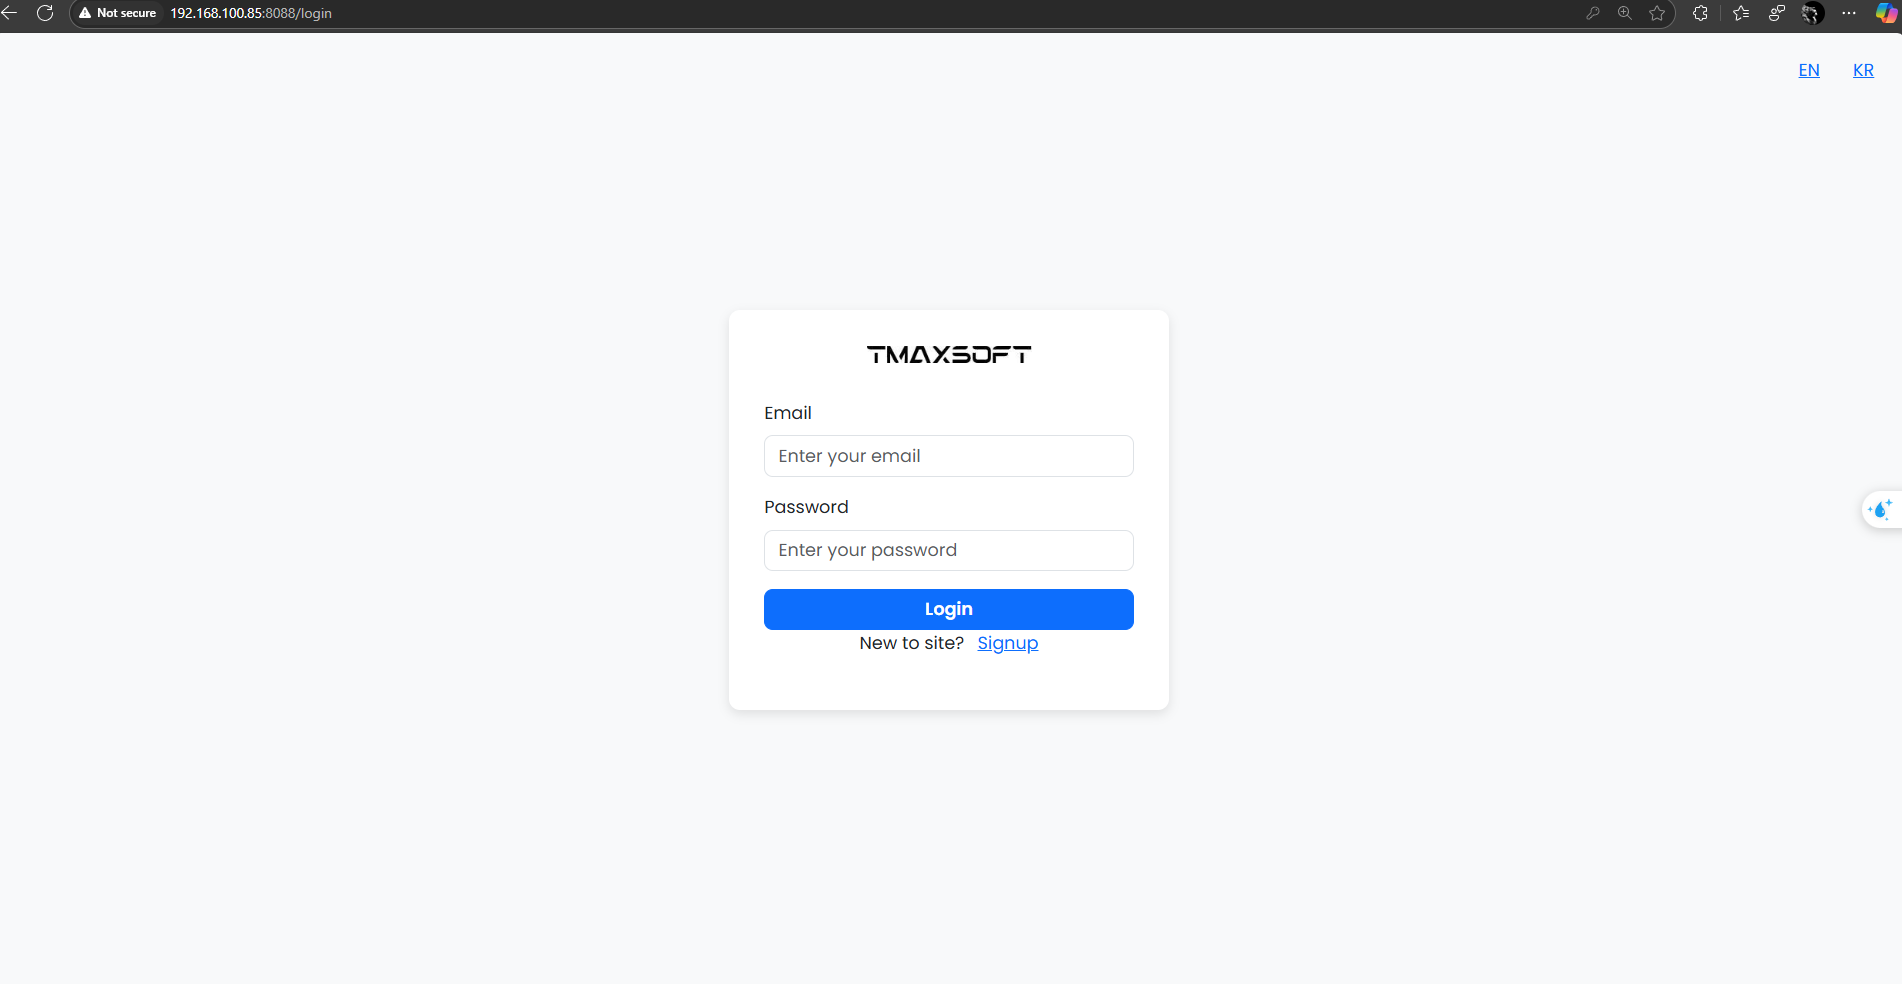 Not secure 192.168.100.85:8088/login
EN KR
TMAXSOFT
Email
Enter your email
Password
Enter your password
Login
New to site? Signup